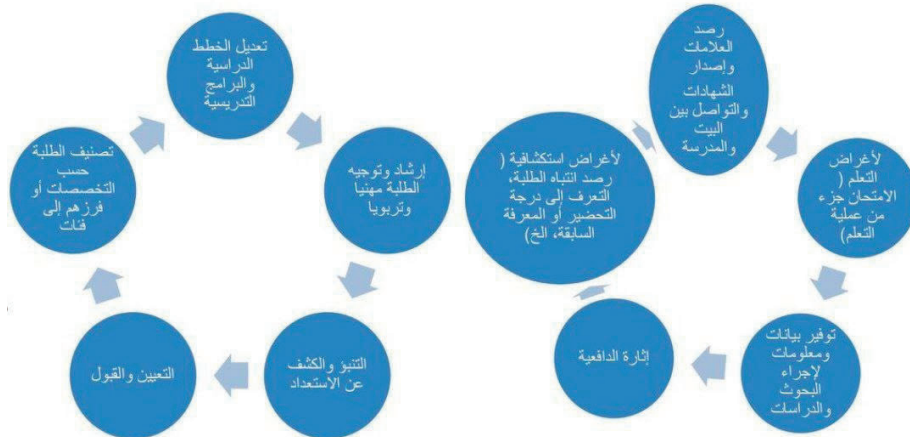 رصد
العلامات
وإصدار
الشهادات
والتواصل بين
البيت
والمدرسة
لأغراض
التعلم (
الامتحان جزء
من عملية
التعلم)
توفير بيانات
ومعلومات
لإجراء
البحوث
والدراسات
إثارة الدافعية
لأغراض استكشافية (
رصد انتباه الطلبة،
التعرف إلى درجة
التحضير أو المعرفة
السابقة، الخ)
تعديل الخطط
الدراسية
والبرامج
التدريسية
إرشاد وتوجيه
الطلبة مهنيا
وتربويا
التنبؤ والكشف
عن الاستعداد
التعيين والقبول
تصنيف الطلبة
حسب
التخصصات أو
فرزهم إلى
فئات